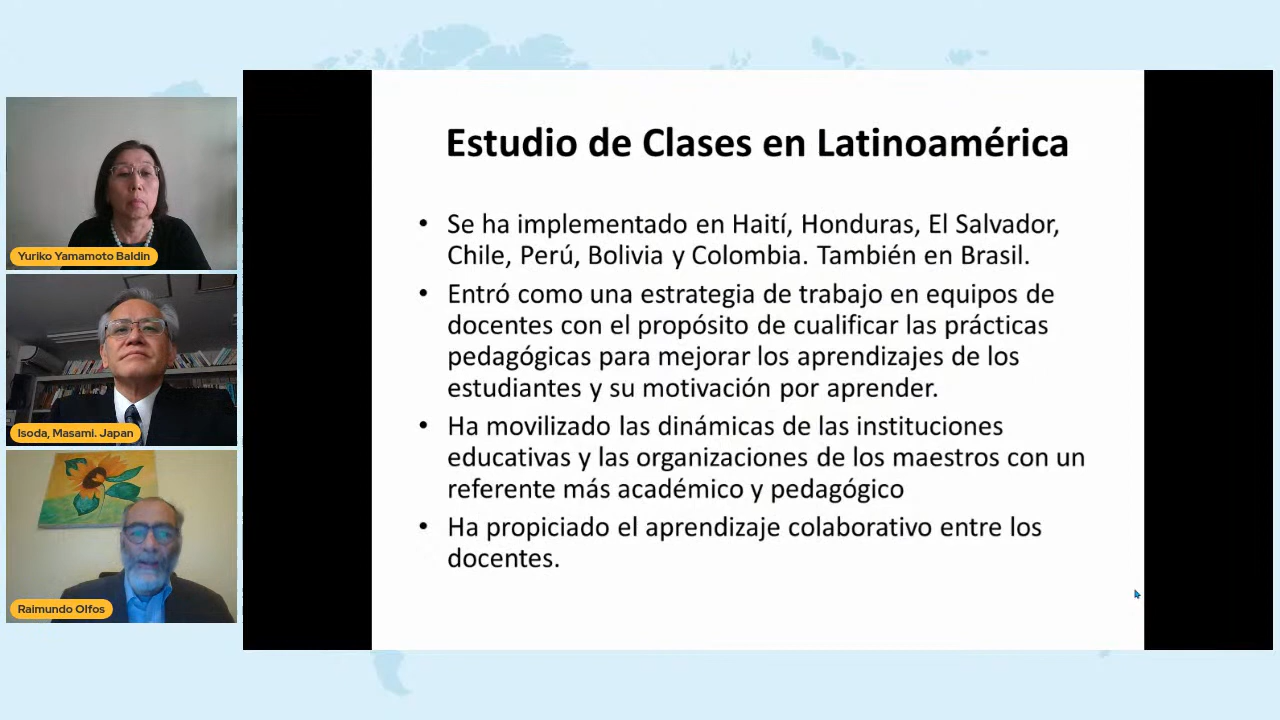 Yuriko Yamamoto Baldin
Isoda, Masami. Japan
Raimundo Olfos
Estudio de Clases en Latinoamérica
• Se ha implementado en Haití, Honduras, El Salvador,
Chile, Perú, Bolivia y Colombia. También en Brasil.
• Entró como una estrategia de trabajo en equipos de
docentes con el propósito de cualificar las prácticas
pedagógicas para mejorar los aprendizajes de los
estudiantes y su motivación por aprender.
• Ha movilizado las dinámicas de las instituciones
educativas y las organizaciones de los maestros con un
referente más académico y pedagógico
• Ha propiciado el aprendizaje colaborativo entre los
docentes.